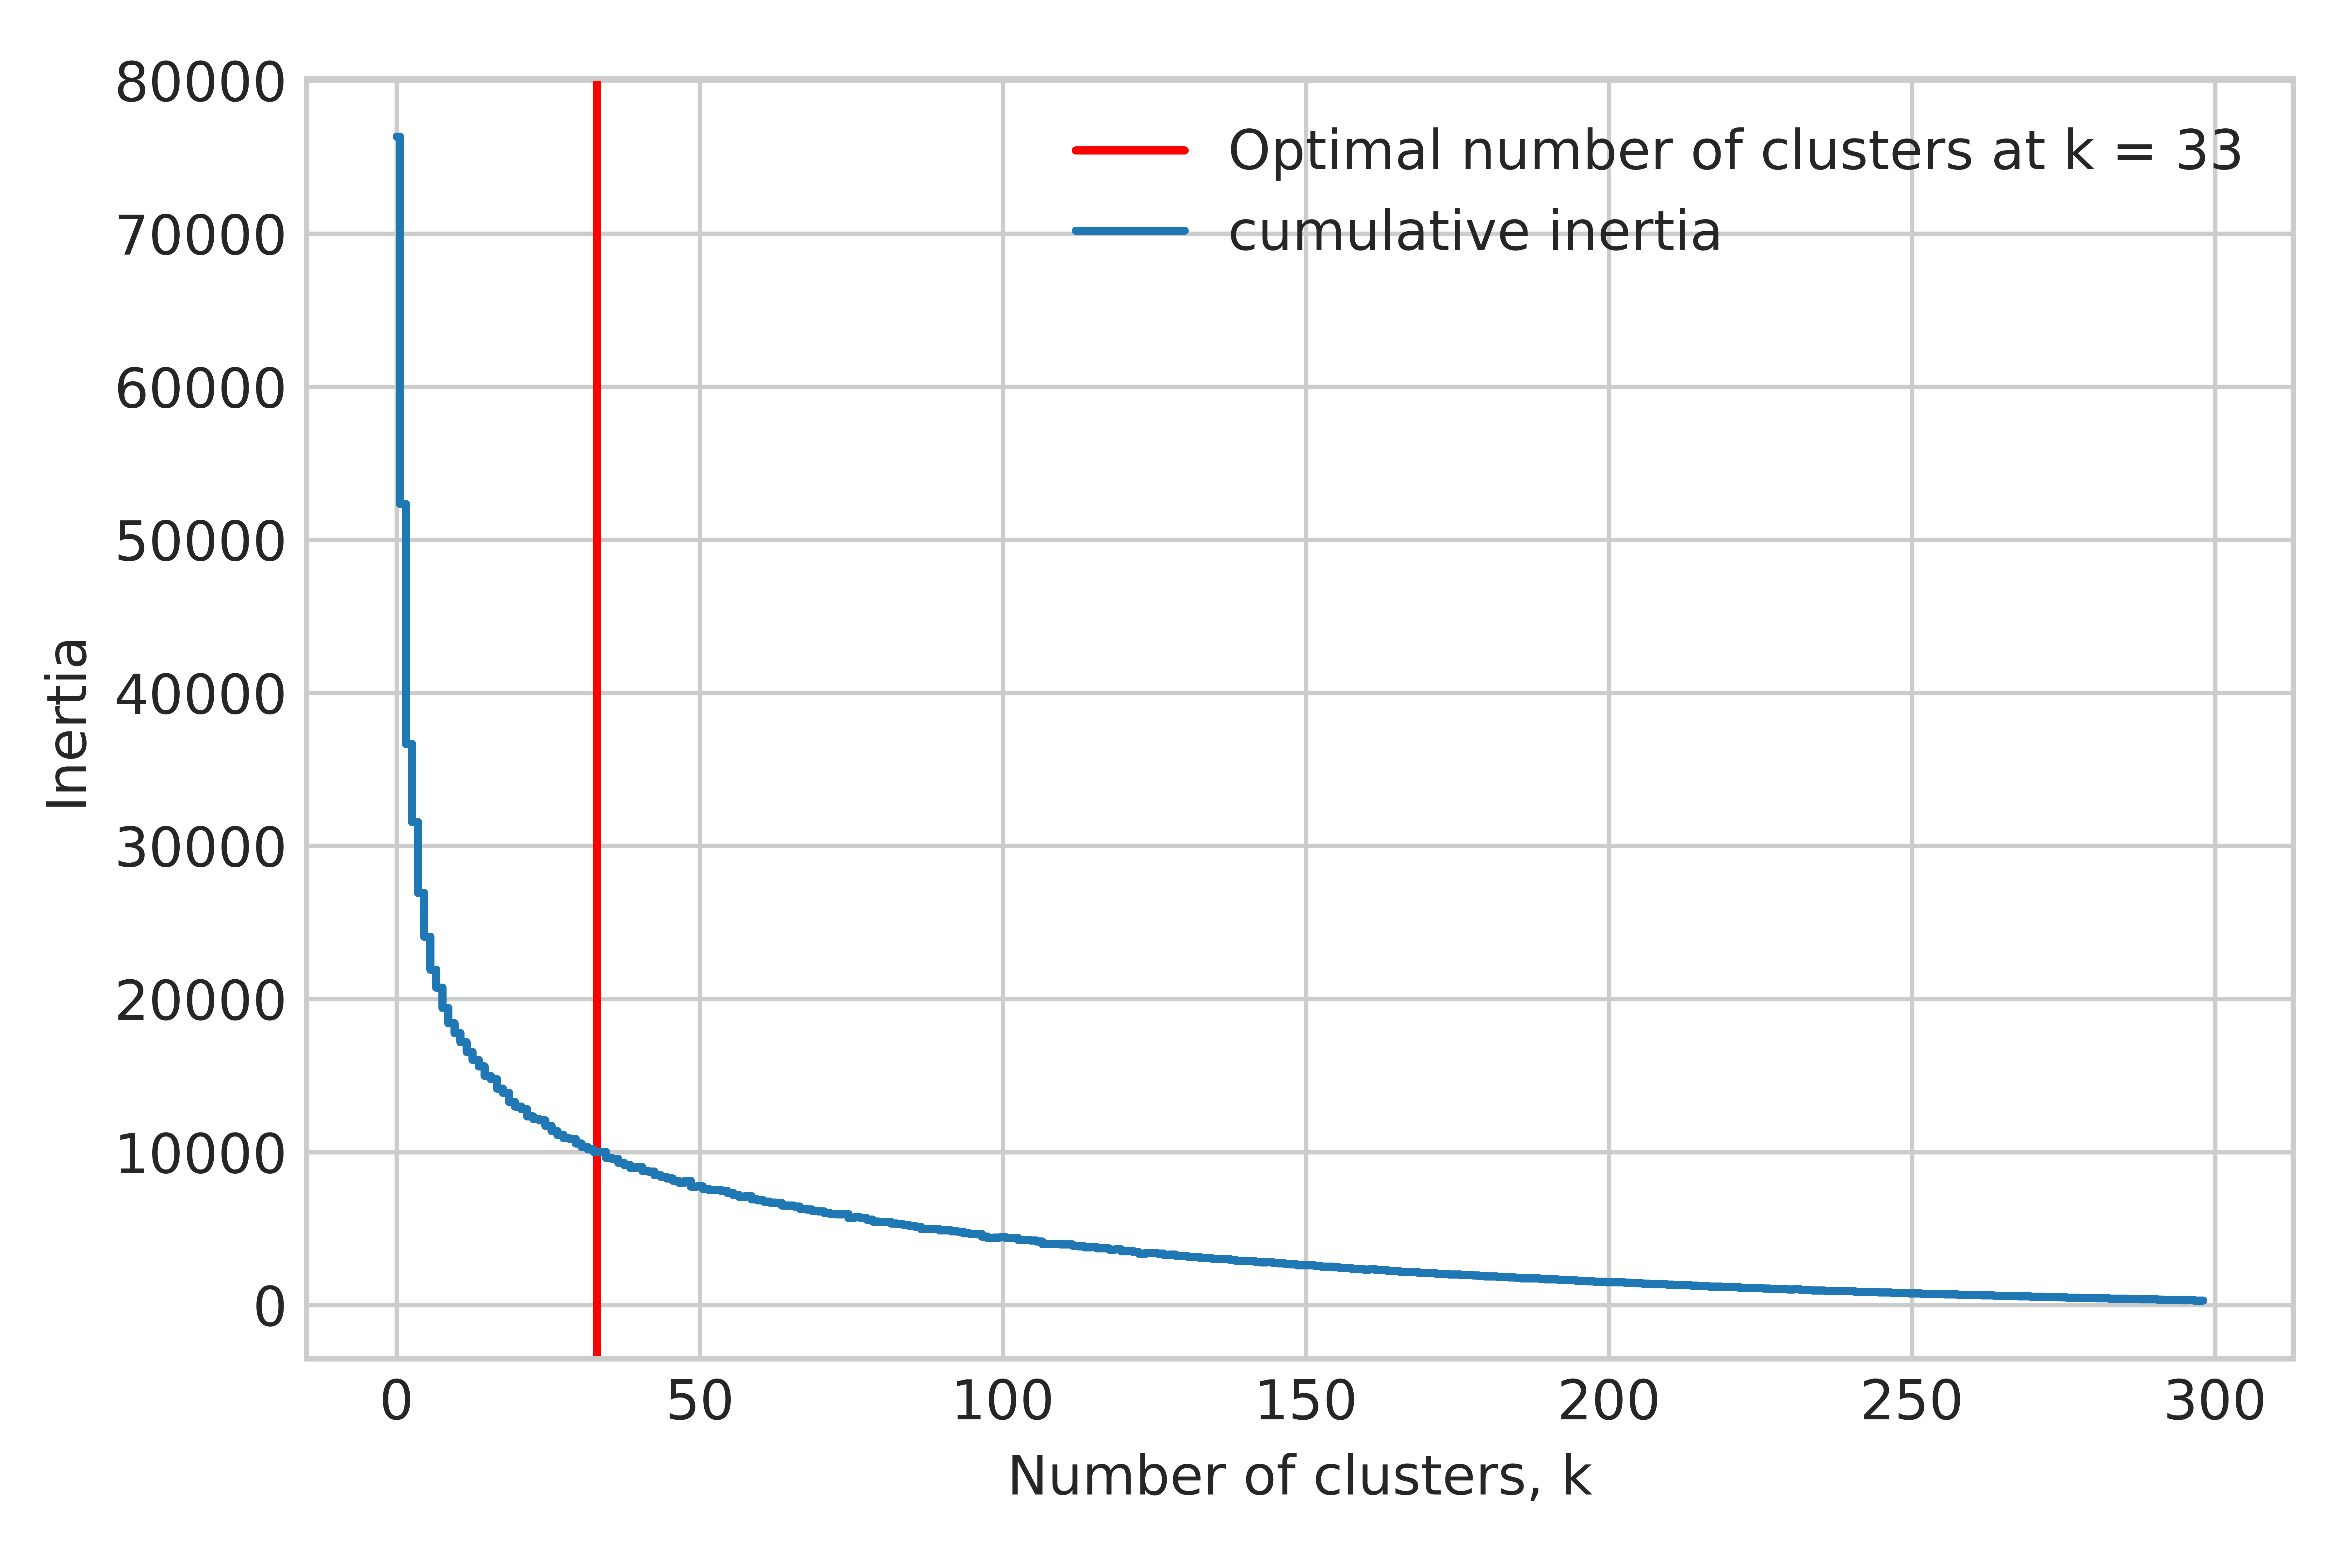 80000
70000
60000
50000
40000
30000
20000
10000
0
Inertia
Optimal number of clusters at k = 33
cumulative inertia
0 50 100 150 200 250 300
Number of clusters, k